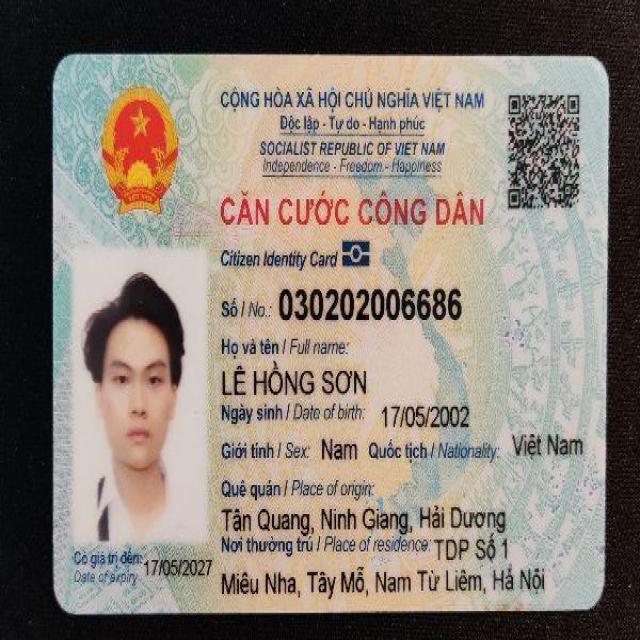 CỘNG HÒA XÃ HỘI CHỦ NGHĨA VIỆT NAM
Độc lập - Tự do - Hạnh phúc
SOCIALIST REPUBLIC OF VIET NAM
Independence - Freedom - Happiness
CĂN CƯỚC CÔNG DÂN
Citizen Identity Card
Số / No.: 030202006686
Họ và tên / Full name:
LÊ HỒNG SƠN
Ngày sinh / Date of birth: 17/05/2002
Giới tính / Sex: Nam Quốc tịch / Nationality: Việt Nam
Quê quán / Place of origin:
Tân Quang, Ninh Giang, Hải Dương
Nơi thường trú / Place of residence: TDP Số 1
Miêu Nha, Tây Mỗ, Nam Từ Liêm, Hà Nội
Có giá trị đến: 17/05/2027
Date of expiry